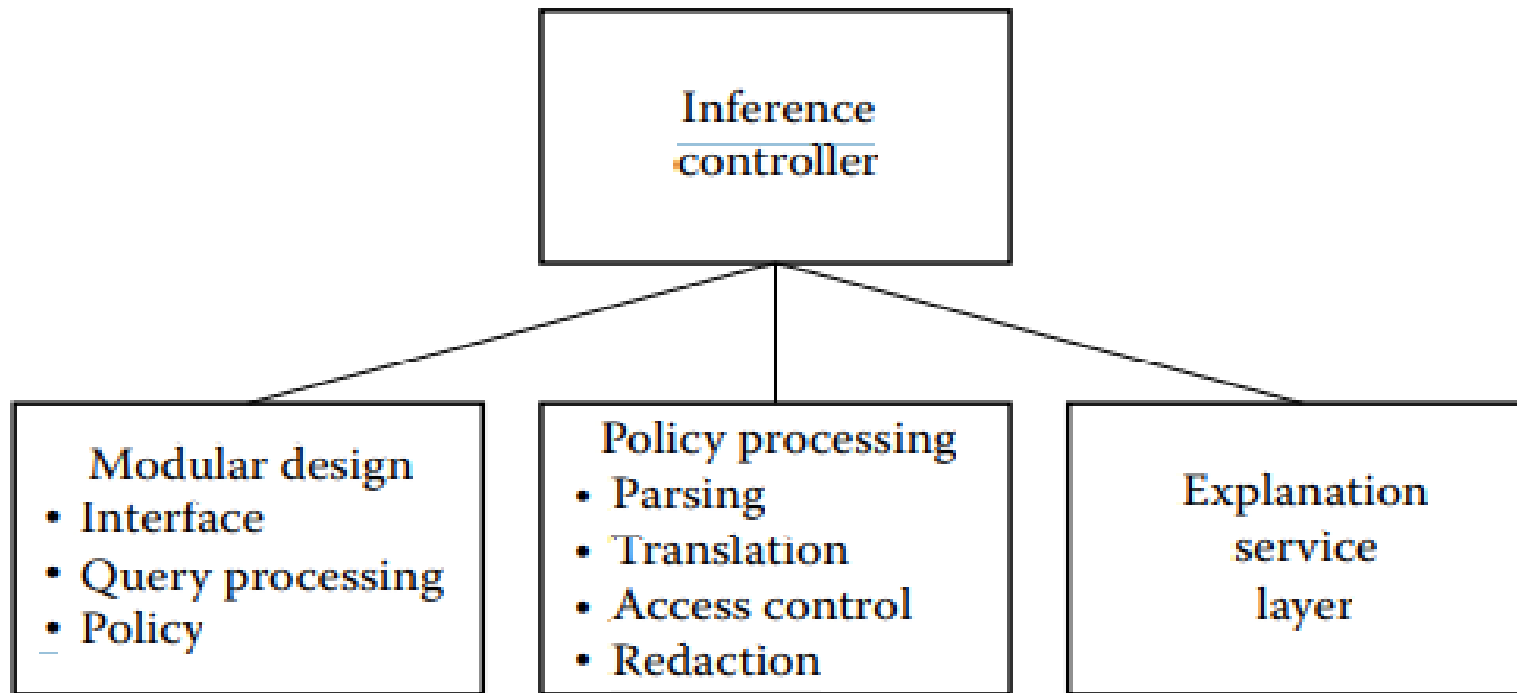 Inference
controller
Modular design
• Interface
• Query processing
• Policy
Policy processing
• Parsing
• Translation
• Access control
• Redaction
Explanation
service
layer